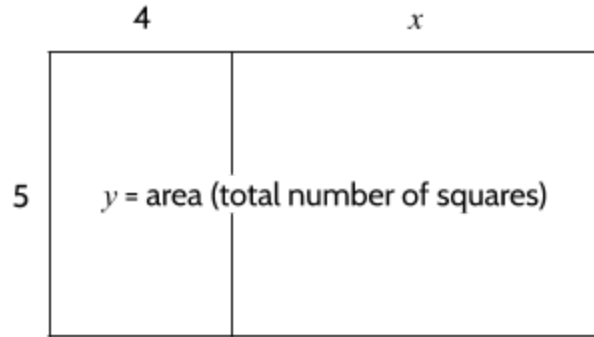 4 x
5 y = area (total number of squares)